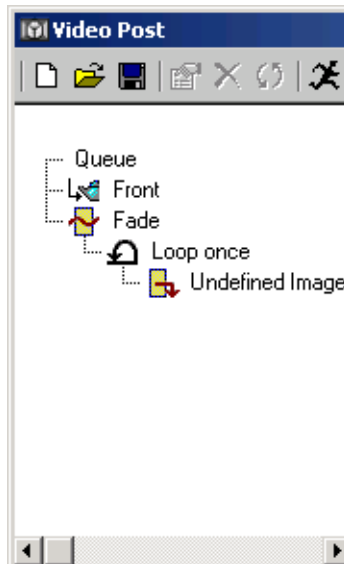 Video Post
Queue
Front
Fade
Loop once
Undefined Image